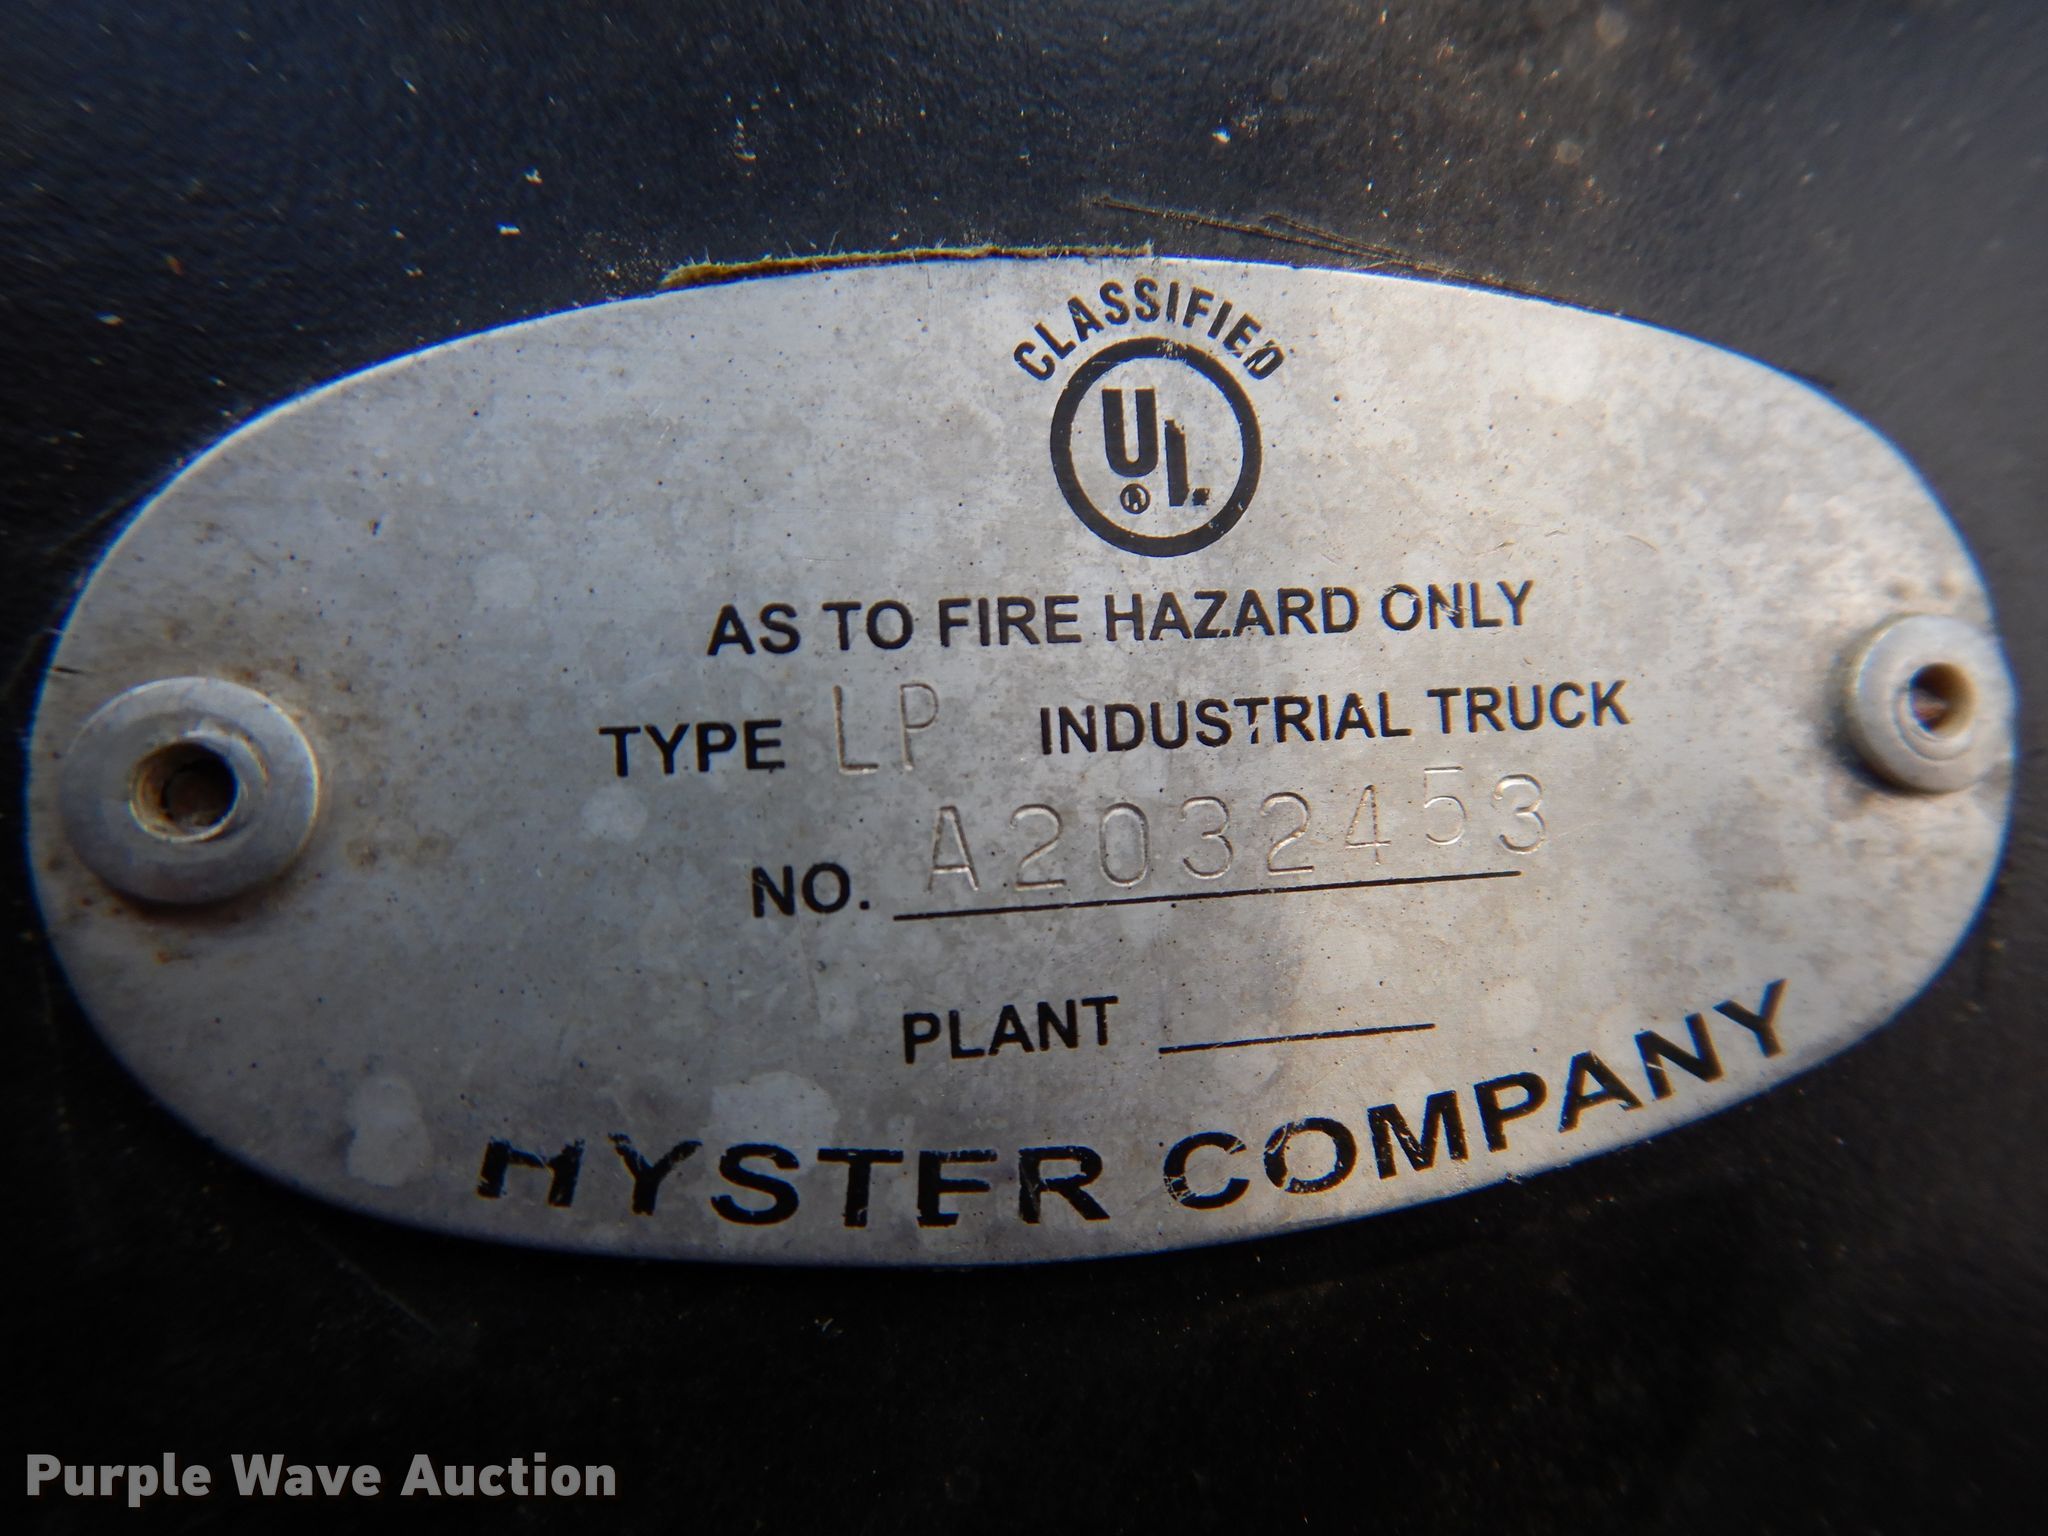 CLASSIFIED
UL®
AS TO FIRE HAZARD ONLY
TYPE LP INDUSTRIAL TRUCK
NO. A2032453
PLANT
HYSTER COMPANY
Purple Wave Auction